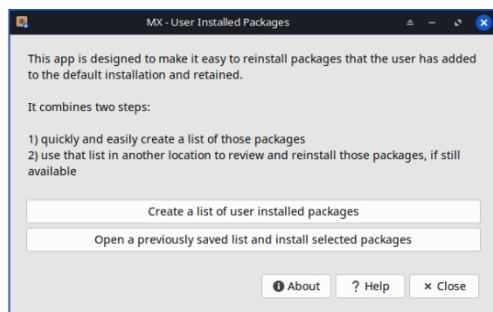 MX - User Installed Packages
This app is designed to make it easy to reinstall packages that the user has added
to the default installation and retained.
It combines two steps:
1) quickly and easily create a list of those packages
2) use that list in another location to review and reinstall those packages, if still
available
Create a list of user installed packages
Open a previously saved list and install selected packages
About ? Help × Close